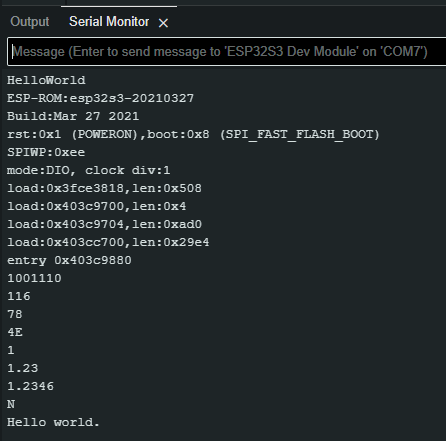 Output Serial Monitor ×
Message (Enter to send message to 'ESP32S3 Dev Module' on 'COM7')
HelloWorld
ESP-ROM:esp32s3-20210327
Build:Mar 27 2021
rst:0x1 (POWERON),boot:0x8 (SPI_FAST_FLASH_BOOT)
SPIWP:0xee
mode:DIO, clock div:1
load:0x3fce3818,len:0x508
load:0x403c9700,len:0x4
load:0x403c9704,len:0xad0
load:0x403cc700,len:0x29e4
entry 0x403c9880
1001110
116
78
4E
1
1.23
1.2346
N
Hello world.